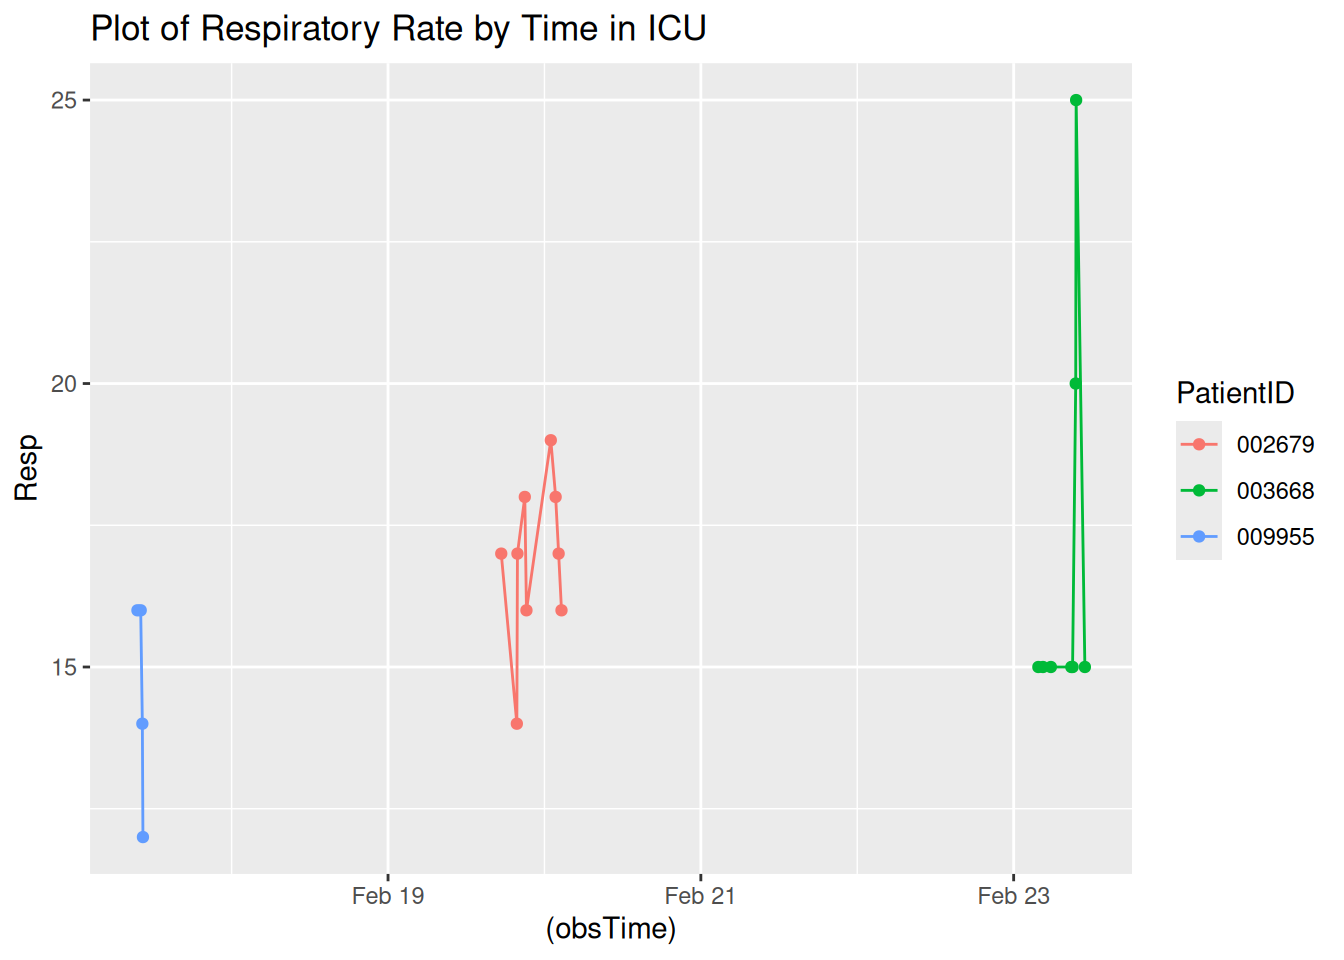 Plot of Respiratory Rate by Time in ICU
25
20
15
Resp
Feb 19
Feb 21
Feb 23
(obsTime)
PatientID
002679
003668
009955